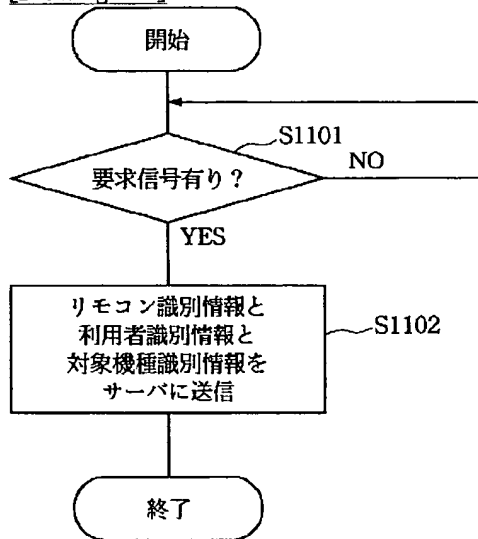 開始
S1101
要求信号有り?
NO
YES
リモコン識別情報と
利用者識別情報と
対象機種識別情報を
サーバに送信
S1102
終了